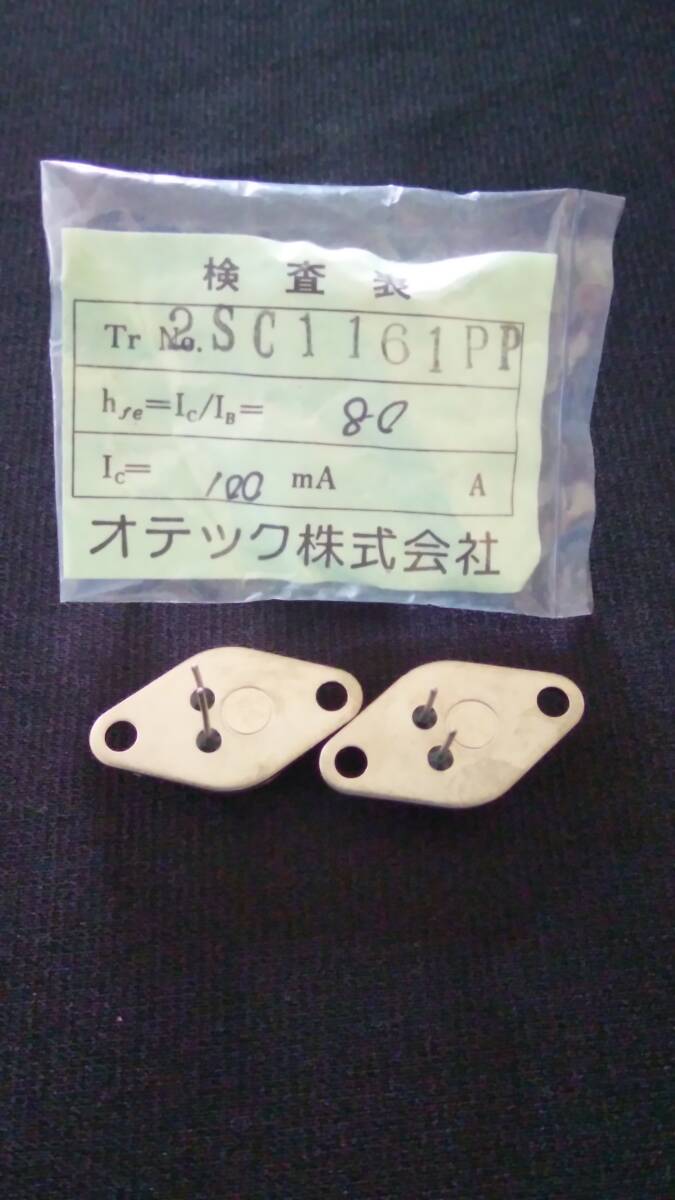 検査表
Tr No. 2SC1161PP
hfe=IC/IB= 80
IC= 100 mA A
オテック株式会社